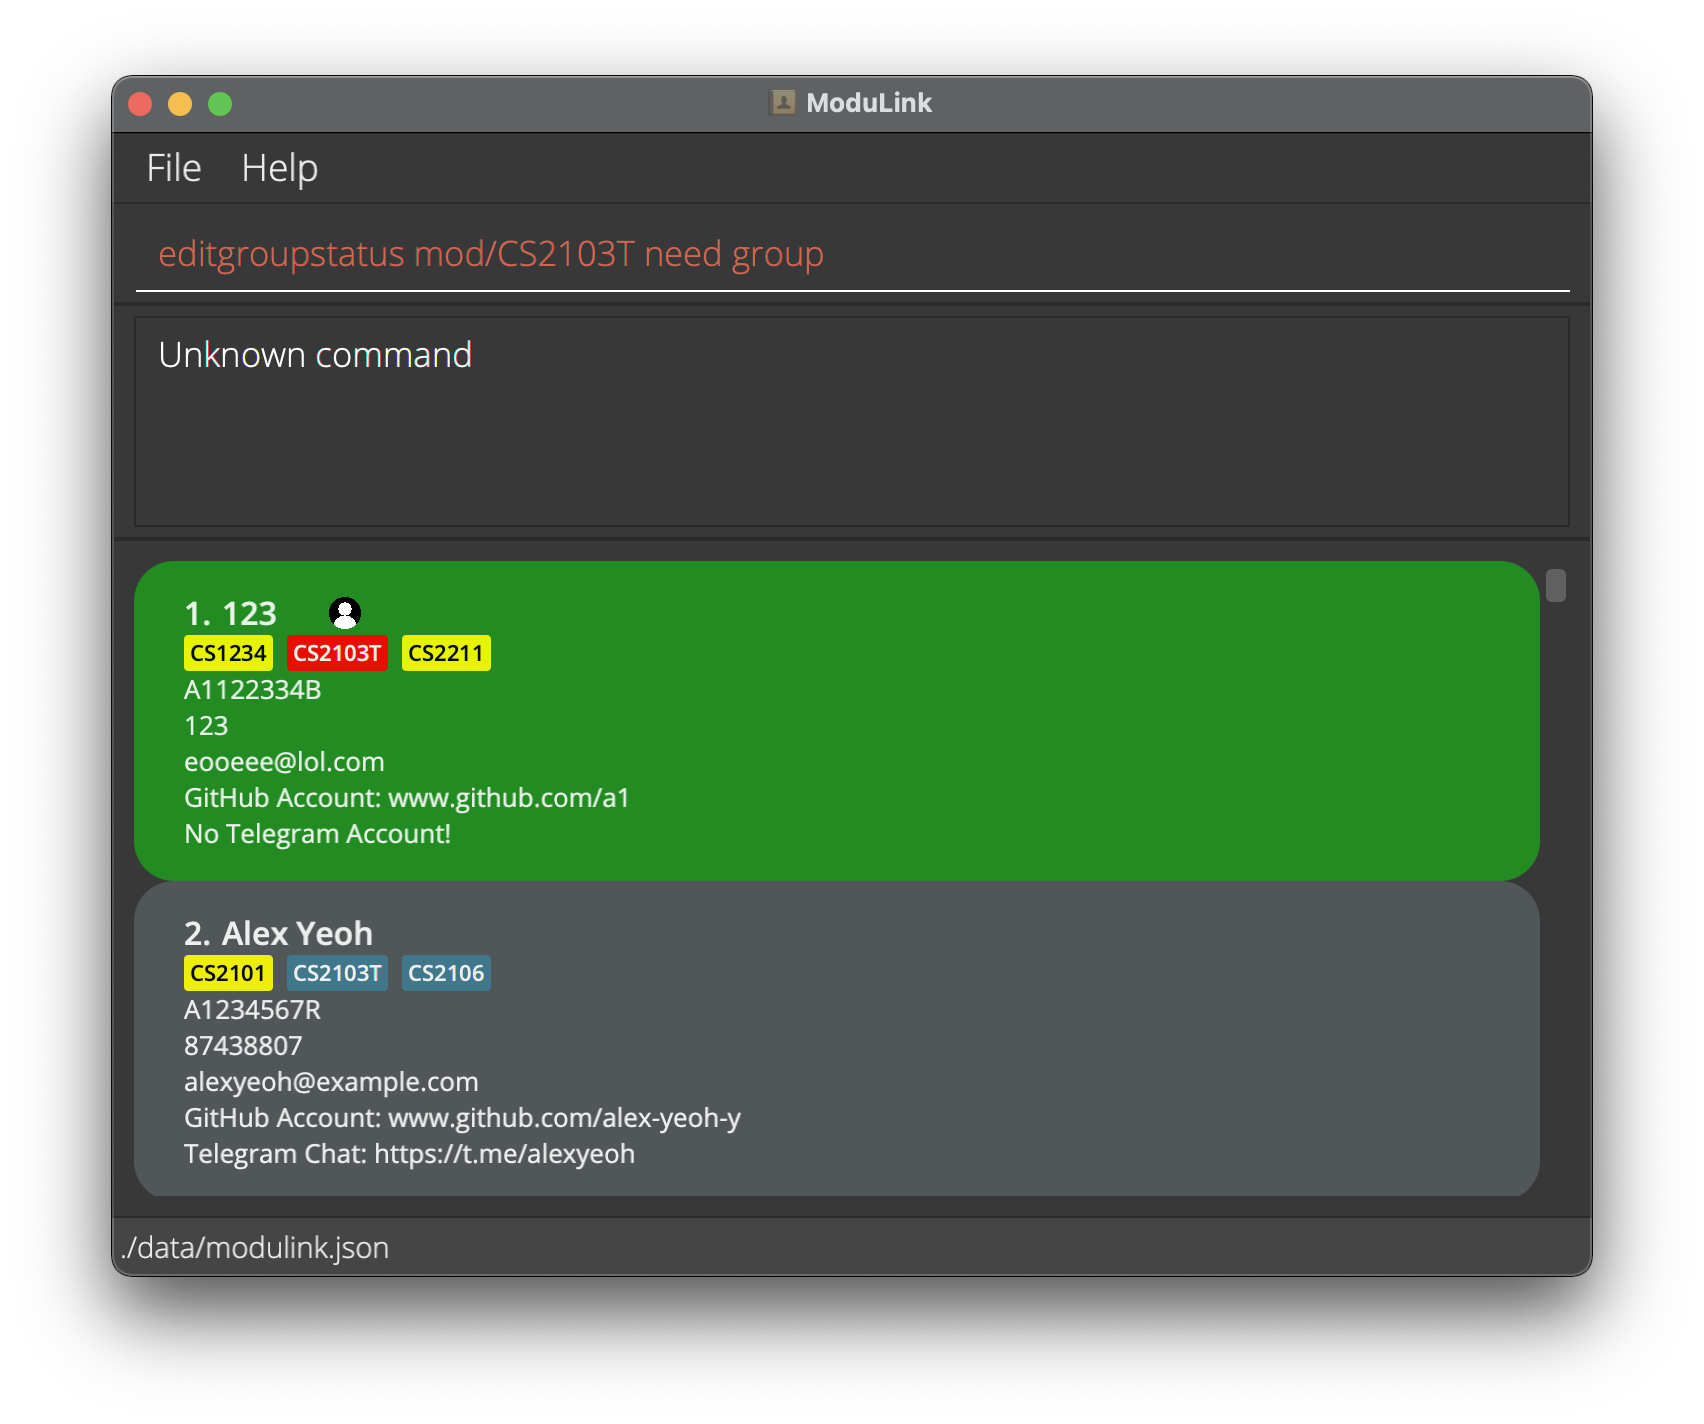 ModuLink
File Help
editgroupstatus mod/CS2103T need group
Unknown command
1. 123
CS1234 CS2103T CS2211
A1122334B
123
eooeee@lol.com
GitHub Account: www.github.com/a1
No Telegram Account!
2. Alex Yeoh
CS2101 CS2103T CS2106
A1234567R
87438807
alexyeoh@example.com
GitHub Account: www.github.com/alex-yeoh-y
Telegram Chat: https://t.me/alexyeoh
./data/modulink.json